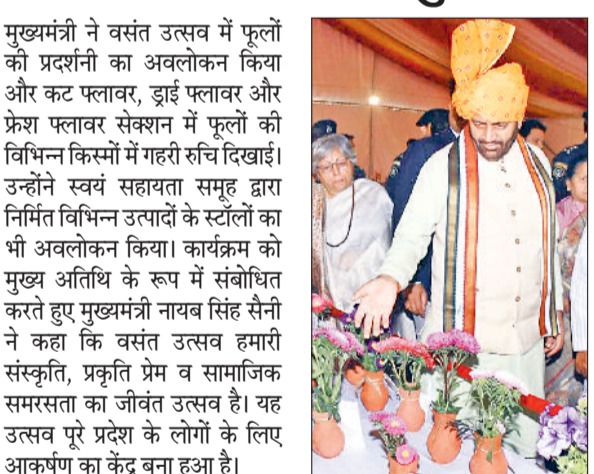 मुख्यमंत्री ने वसंत उत्सव में फूलों
की प्रदर्शनी का अवलोकन किया
और कट फ्लावर, ड्राई फ्लावर और
फ्रेश फ्लावर सेक्शन में फूलों की
विभिन्न किस्मों में गहरी रुचि दिखाई।
उन्होंने स्वयं सहायता समूह द्वारा
निर्मित विभिन्न उत्पादों के स्टॉलों का
भी अवलोकन किया। कार्यक्रम को
मुख्य अतिथि के रूप में संबोधित
करते हुए मुख्यमंत्री नायब सिंह सैनी
ने कहा कि वसंत उत्सव हमारी
संस्कृति, प्रकृति प्रेम व सामाजिक
समरसता का जीवंत उत्सव है। यह
उत्सव पूरे प्रदेश के लोगों के लिए
आकर्षण का केंद्र बना हुआ है।